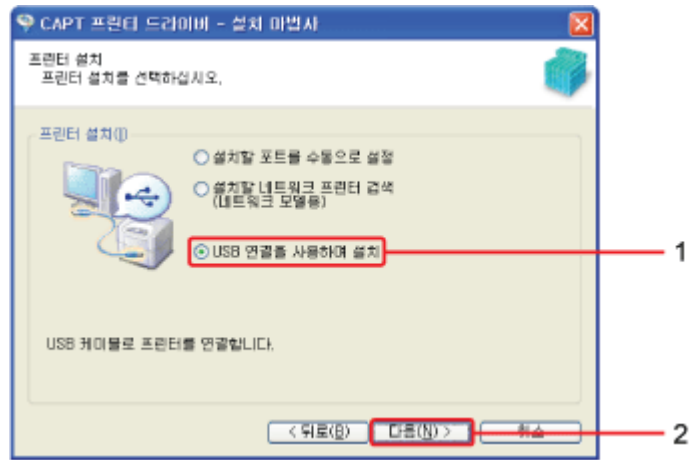 CAPT 프린터 드라이버 - 설치 마법사
프린터 설치
프린터 설치를 선택하십시오.
프린터 설치(I)
설치할 포트를 수동으로 설정
설치할 네트워크 프린터 검색
(네트워크 모델용)
USB 연결을 사용하여 설치
1
USB 케이블로 프린터를 연결합니다.
< 뒤로(B)
다음(N) >
취소
2